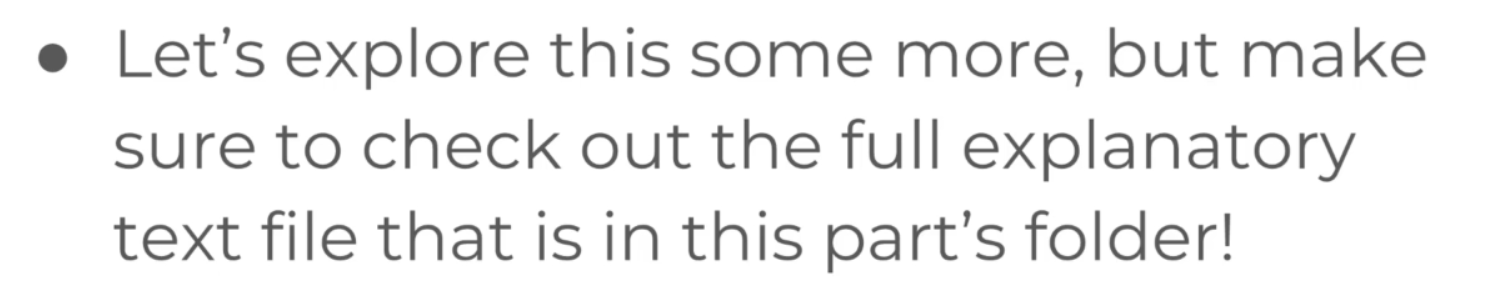 ● Let’s explore this some more, but make
sure to check out the full explanatory
text file that is in this part’s folder!